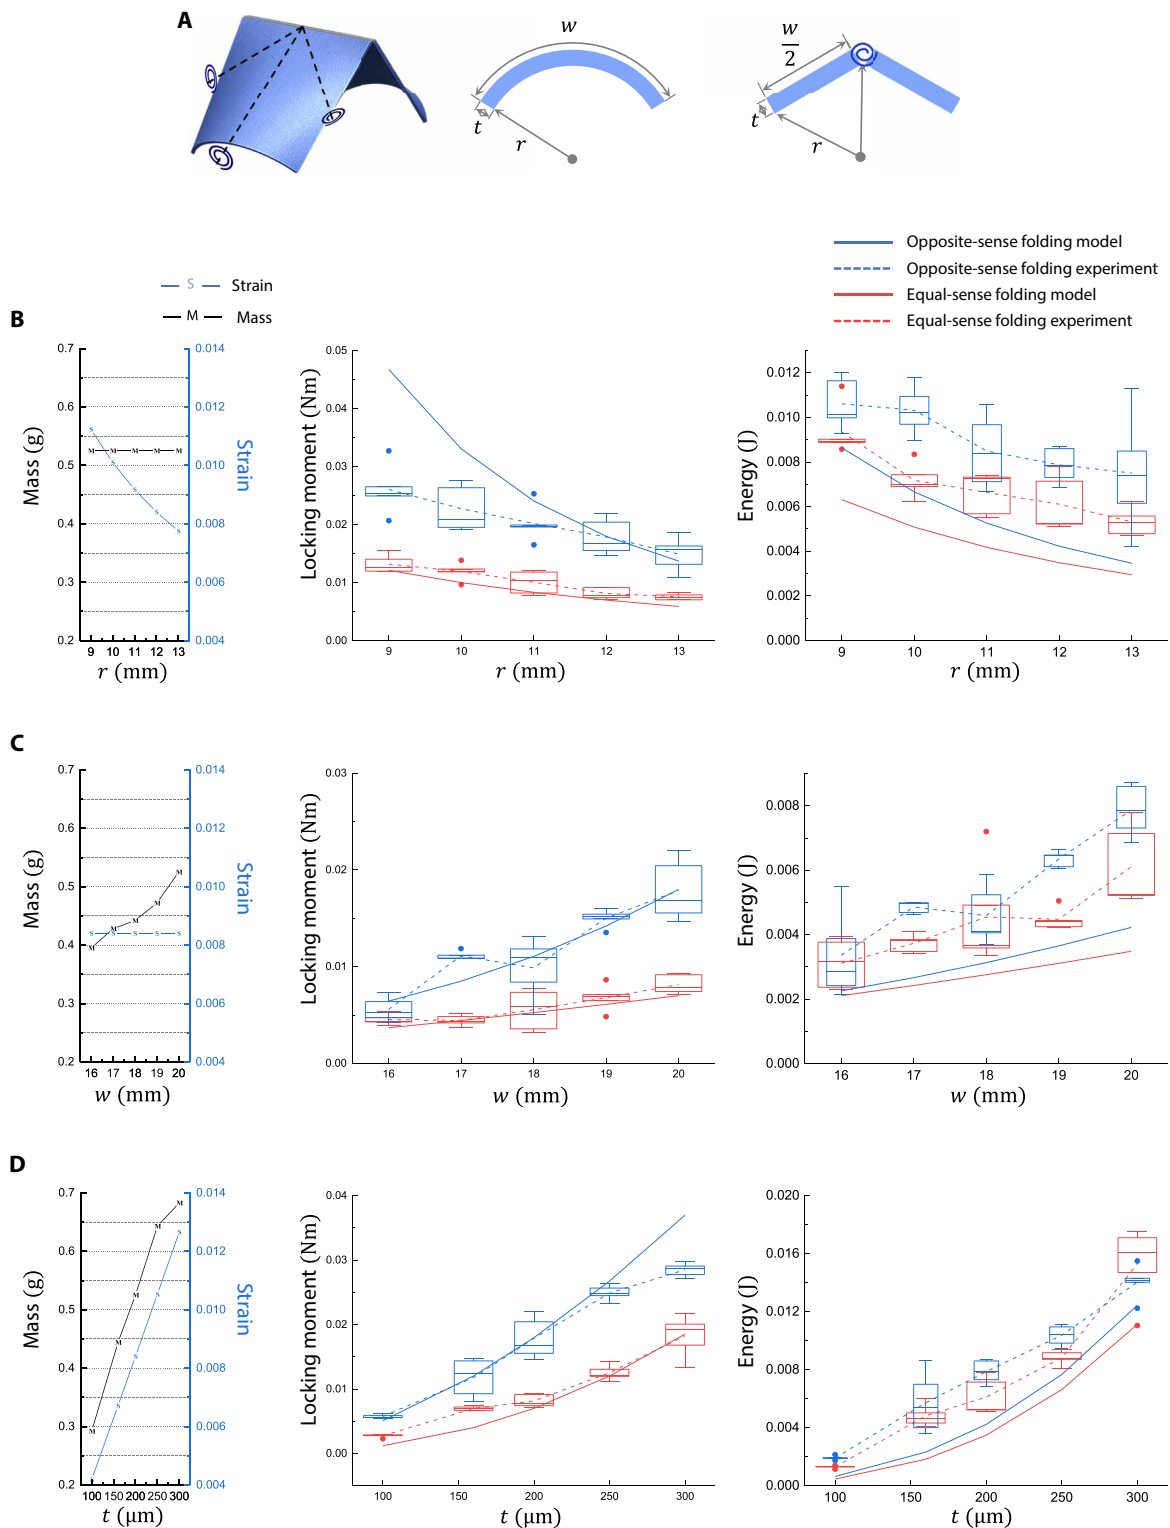 A
w
t
r
w
2
t
r
Opposite-sense folding model
Opposite-sense folding experiment
Equal-sense folding model
Equal-sense folding experiment
S Strain
M Mass
B
0.7
0.6
0.5
0.4
0.3
0.2
Mass (g)
S
M M M M M
S
S
S
S
0.014
0.012
0.010
0.008
0.006
0.004
Strain
9 10 11 12 13
r (mm)
0.05
0.04
0.03
0.02
0.01
0.00
Locking moment (Nm)
9 10 11 12 13
r (mm)
0.012
0.010
0.008
0.006
0.004
0.002
0.000
Energy (J)
9 10 11 12 13
r (mm)
C
0.7
0.6
0.5
0.4
0.3
0.2
Mass (g)
M
M
M
M
M
S S S S S
0.014
0.012
0.010
0.008
0.006
0.004
Strain
16 17 18 19 20
w (mm)
0.03
0.02
0.01
0.00
Locking moment (Nm)
16 17 18 19 20
w (mm)
0.008
0.006
0.004
0.002
0.000
Energy (J)
16 17 18 19 20
w (mm)
D
0.7
0.6
0.5
0.4
0.3
0.2
Mass (g)
M
M
M
M
M
S
S
S
S
0.014
0.012
0.010
0.008
0.006
0.004
Strain
100 150 200 250 300
t (μm)
0.04
0.03
0.02
0.01
0.00
Locking moment (Nm)
100 150 200 250 300
t (μm)
0.020
0.016
0.012
0.008
0.004
0.000
Energy (J)
100 150 200 250 300
t (μm)